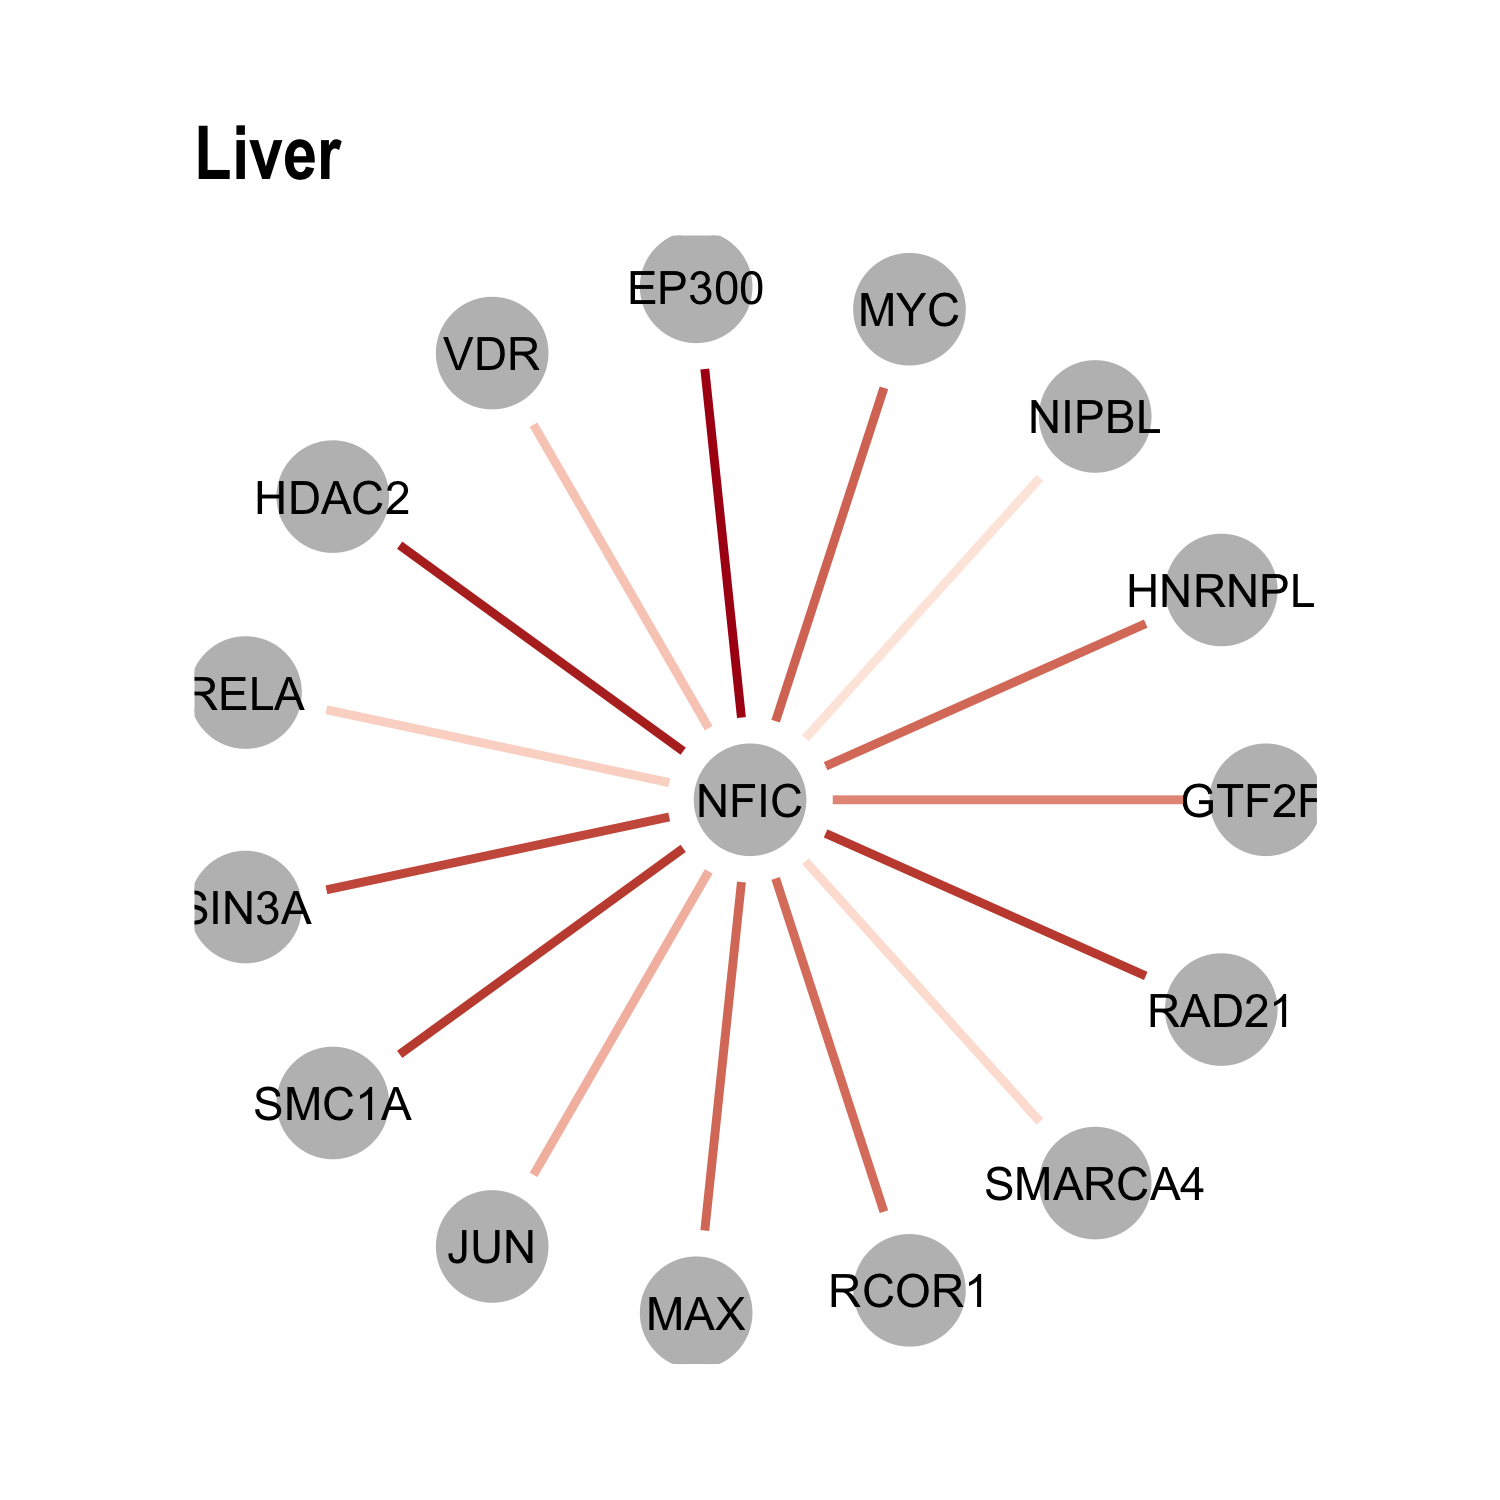 Liver
EP300
MYC
VDR
NIPBL
HDAC2
HNRNPL
RELA
NFIC
GTF2F
SIN3A
RAD21
SMC1A
SMARCA4
JUN
RCOR1
MAX